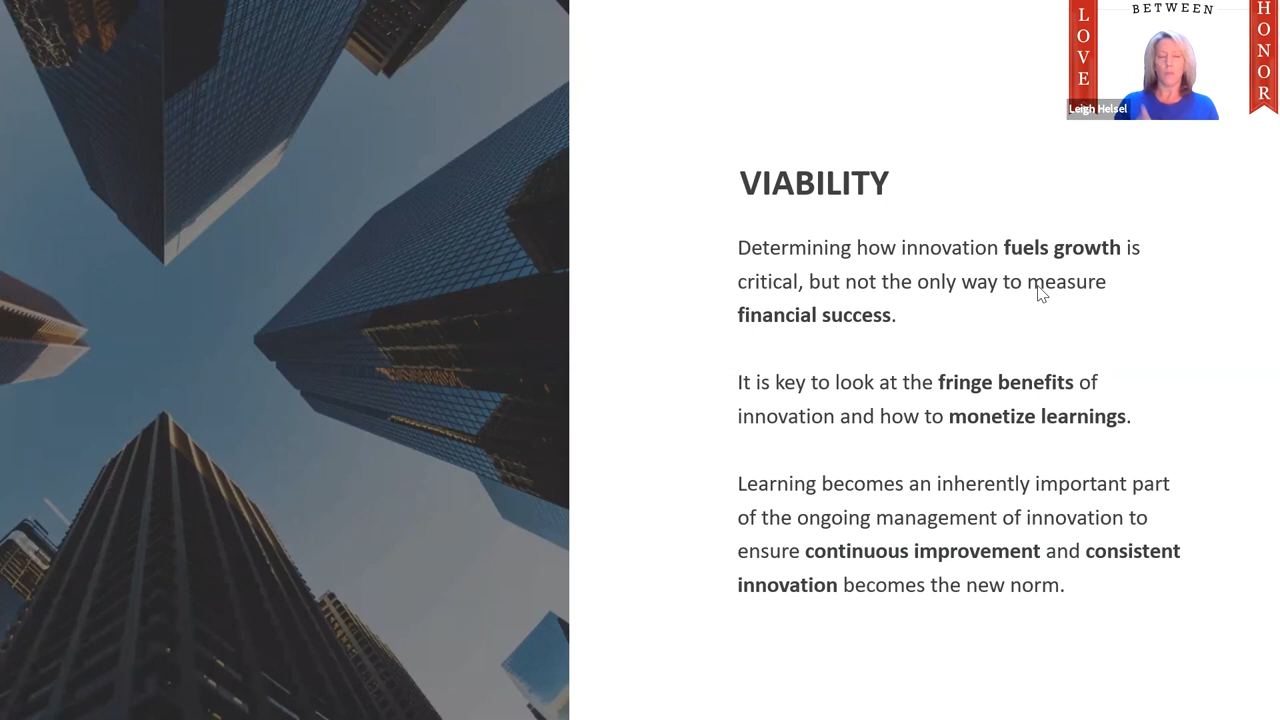 BETWEEN
LOVE
HONOR
Leigh Helsel
VIABILITY
Determining how innovation fuels growth is
critical, but not the only way to measure
financial success.
It is key to look at the fringe benefits of
innovation and how to monetize learnings.
Learning becomes an inherently important part
of the ongoing management of innovation to
ensure continuous improvement and consistent
innovation becomes the new norm.